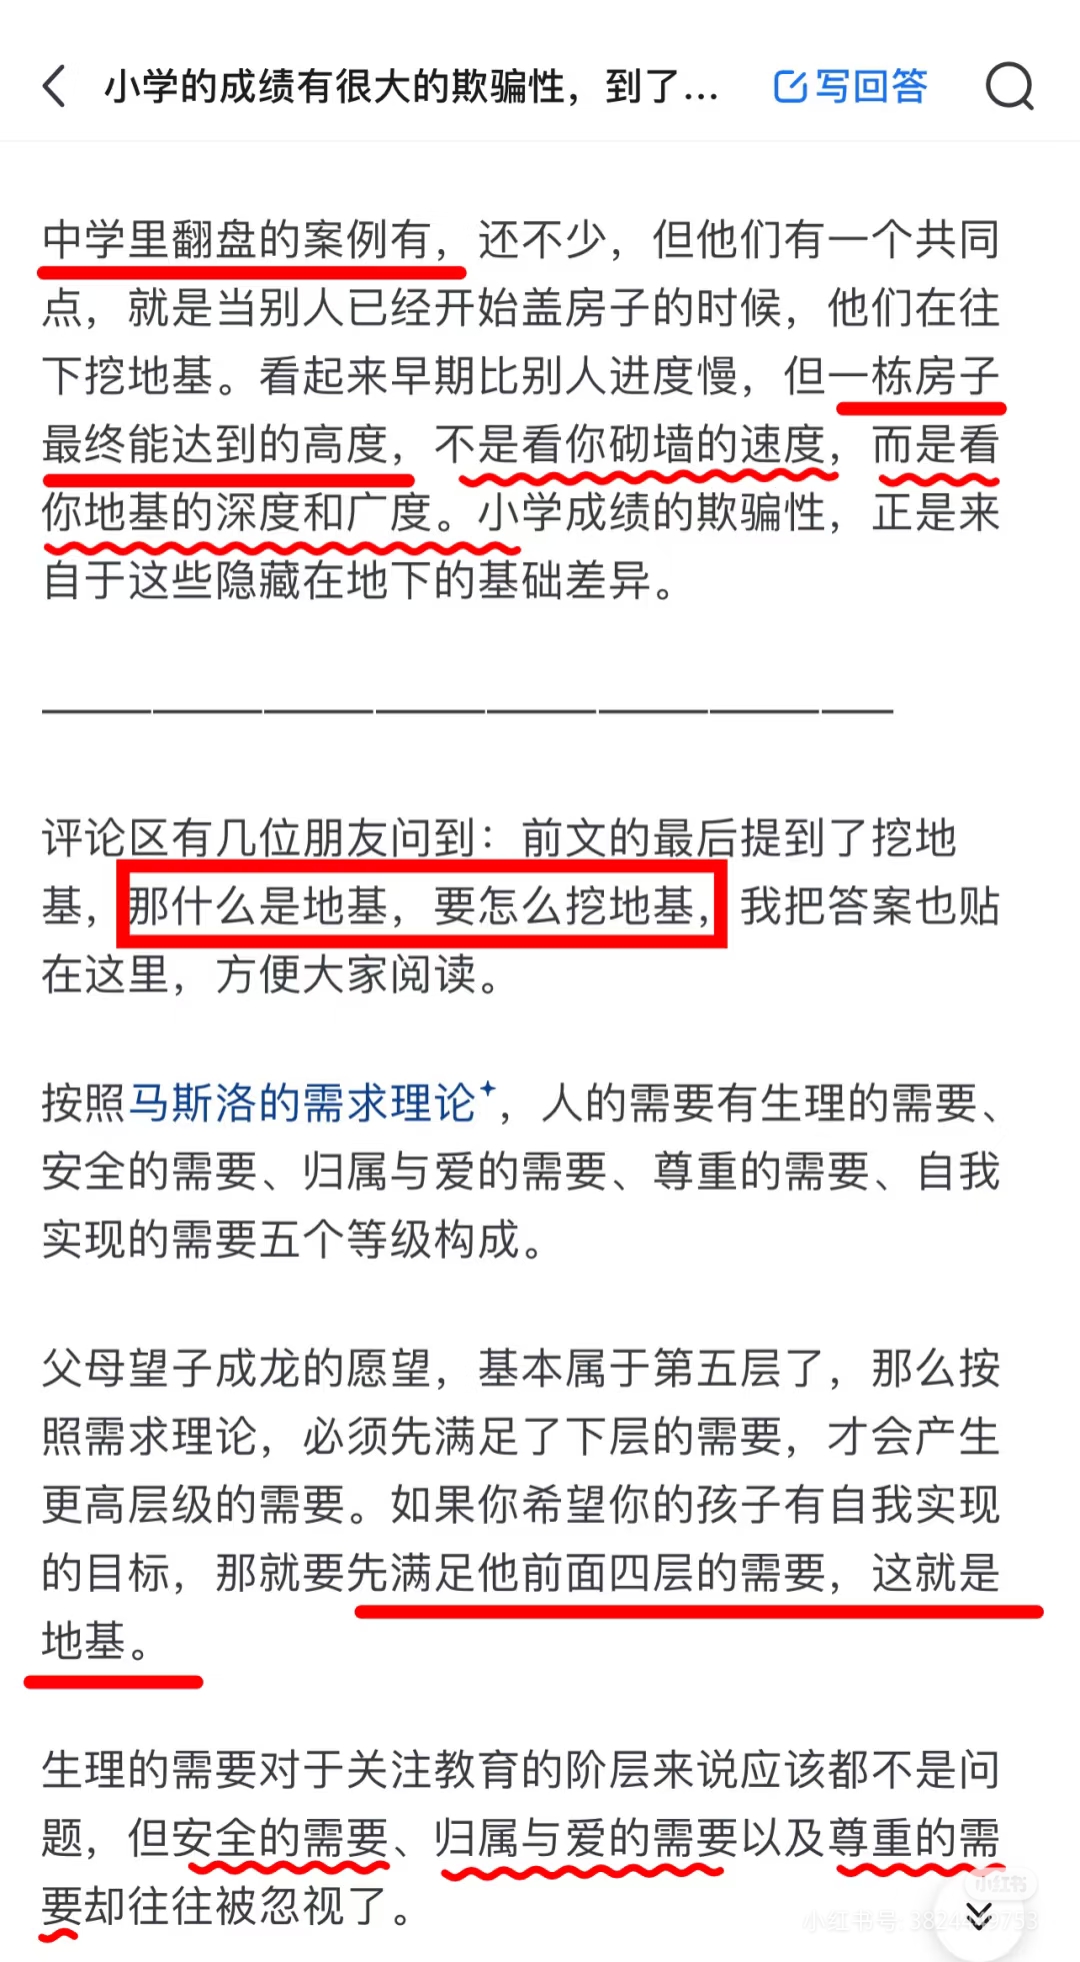 小学的成绩有很大的欺骗性，到了...
写回答
中学里翻盘的案例有，还不少，但他们有一个共同
点，就是当别人已经开始盖房子的时候，他们在往
下挖地基。看起来早期比别人进度慢，但一栋房子
最终能达到的高度，不是看你砌墙的速度，而是看
你地基的深度和广度。小学成绩的欺骗性，正是来
自于这些隐藏在地下的基础差异。
————————————————————————
评论区有几位朋友问到：前文的最后提到了挖地
基，那什么是地基，要怎么挖地基，我把答案也贴
在这里，方便大家阅读。
按照马斯洛的需求理论，人的需要有生理的需要、
安全的需要、归属与爱的需要、尊重的需要、自我
实现的需要五个等级构成。
父母望子成龙的愿望，基本属于第五层了，那么按
照需求理论，必须先满足了下层的需要，才会产生
更高层级的需要。如果你希望你的孩子有自我实现
的目标，那就要先满足他前面四层的需要，这就是
地基。
生理的需要对于关注教育的阶层来说应该都不是问
题，但安全的需要、归属与爱的需要以及尊重的需
要却往往被忽视了。
小红书
小红书号: